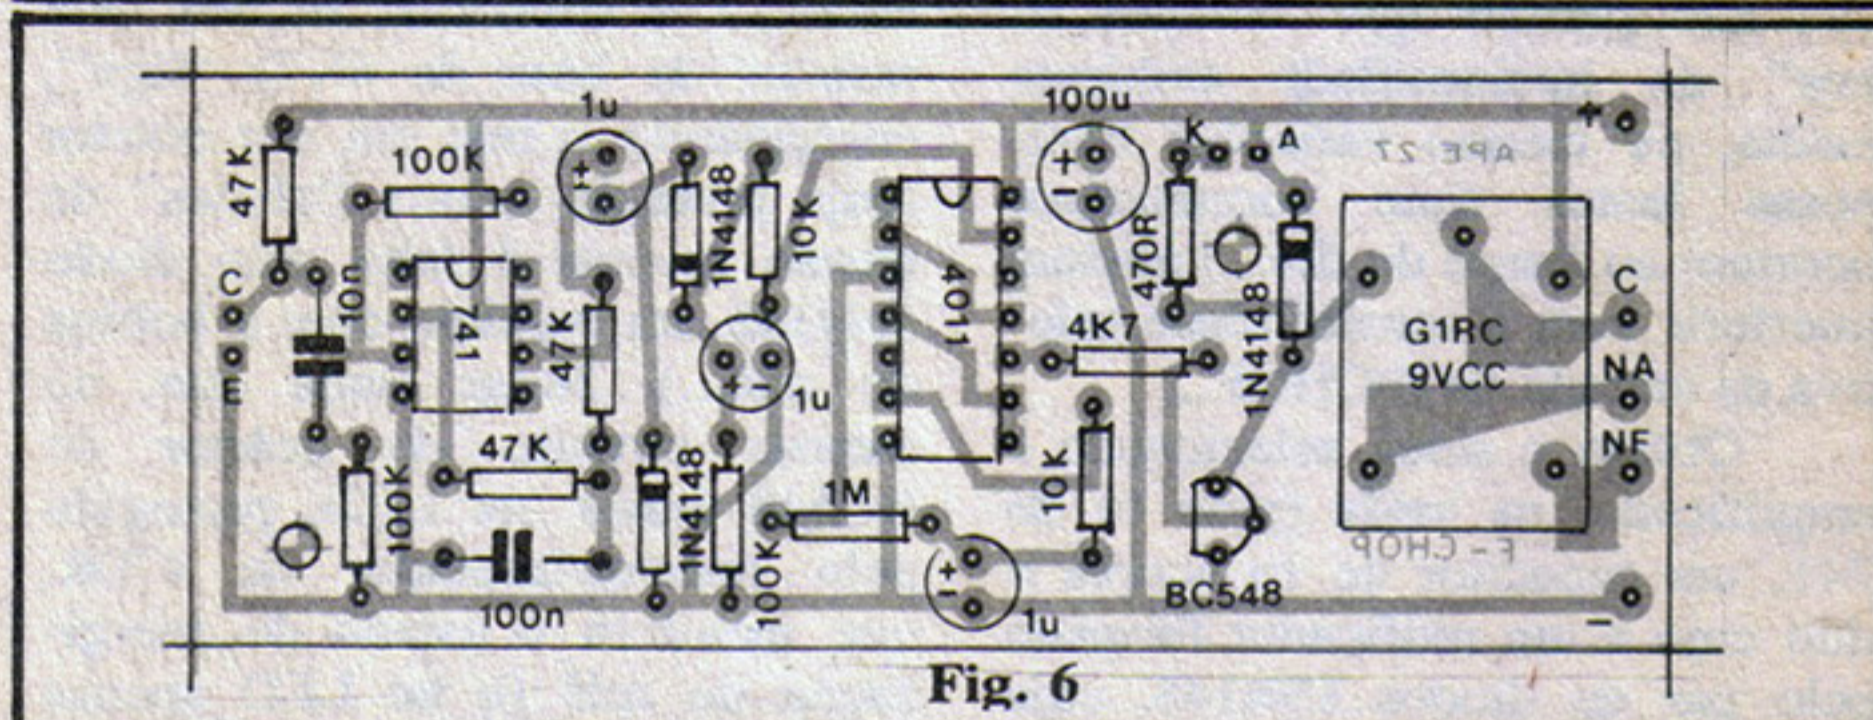 1u
100u
K
A
+
APE 27
47K
100K
1N4148
10K
470R
C
10n
C
741
47K
4011
4K7
1N4148
G1RC
9VCC
NA
E
+
-
1u
NF
47K
100K
1N4148
1M
10K
F-CHOP
100K
+
-
BC548
100n
1u
-
Fig. 6